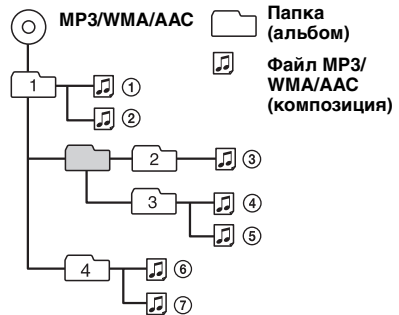 MP3/WMA/AAC
Папка
(альбом)
Файл MP3/
WMA/AAC
(композиция)
1
①
②
2
③
3
④
⑤
4
⑥
⑦